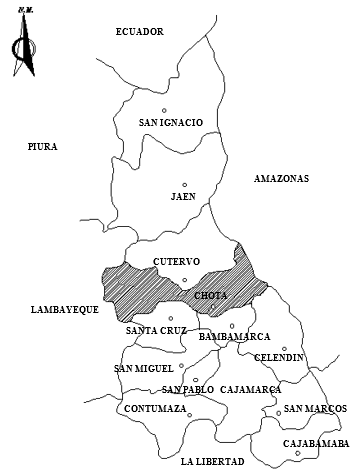 N.M.
ECUADOR
SAN IGNACIO
PIURA
AMAZONAS
JAEN
CUTERVO
CHOTA
LAMBAYEQUE
SANTA CRUZ
BAMBAMARCA
CELENDIN
SAN MIGUEL
SAN PABLO
CAJAMARCA
CONTUMAZA
SAN MARCOS
CAJABAMABA
LA LIBERTAD